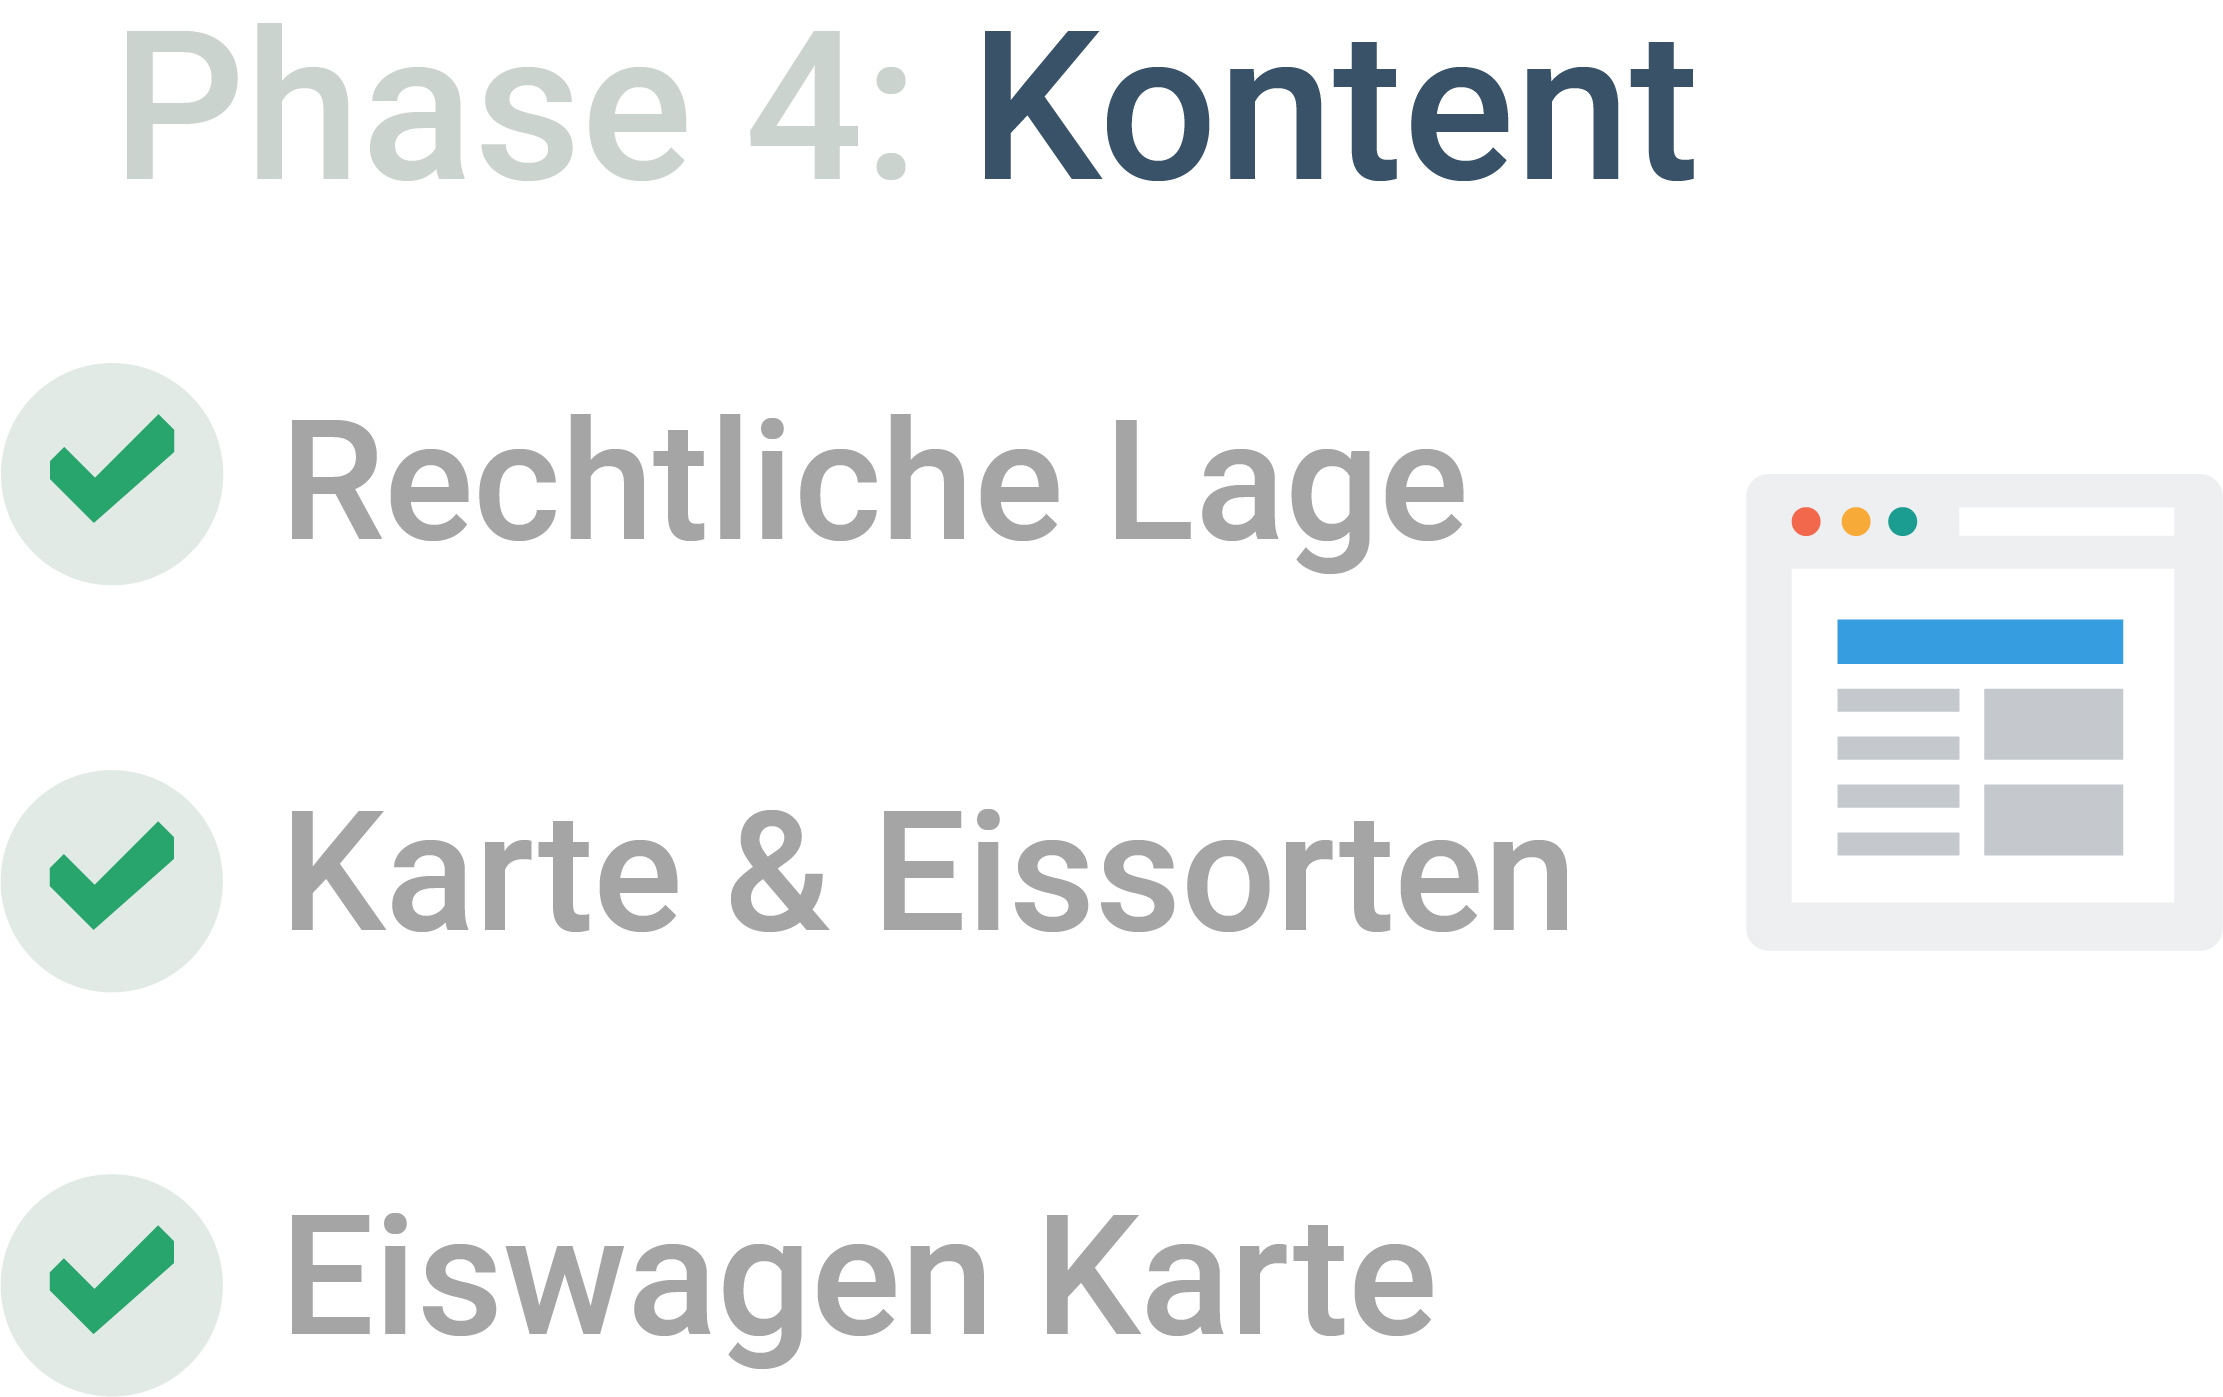 Phase 4: Kontent
Rechtliche Lage
Karte & Eissorten
Eiswagen Karte